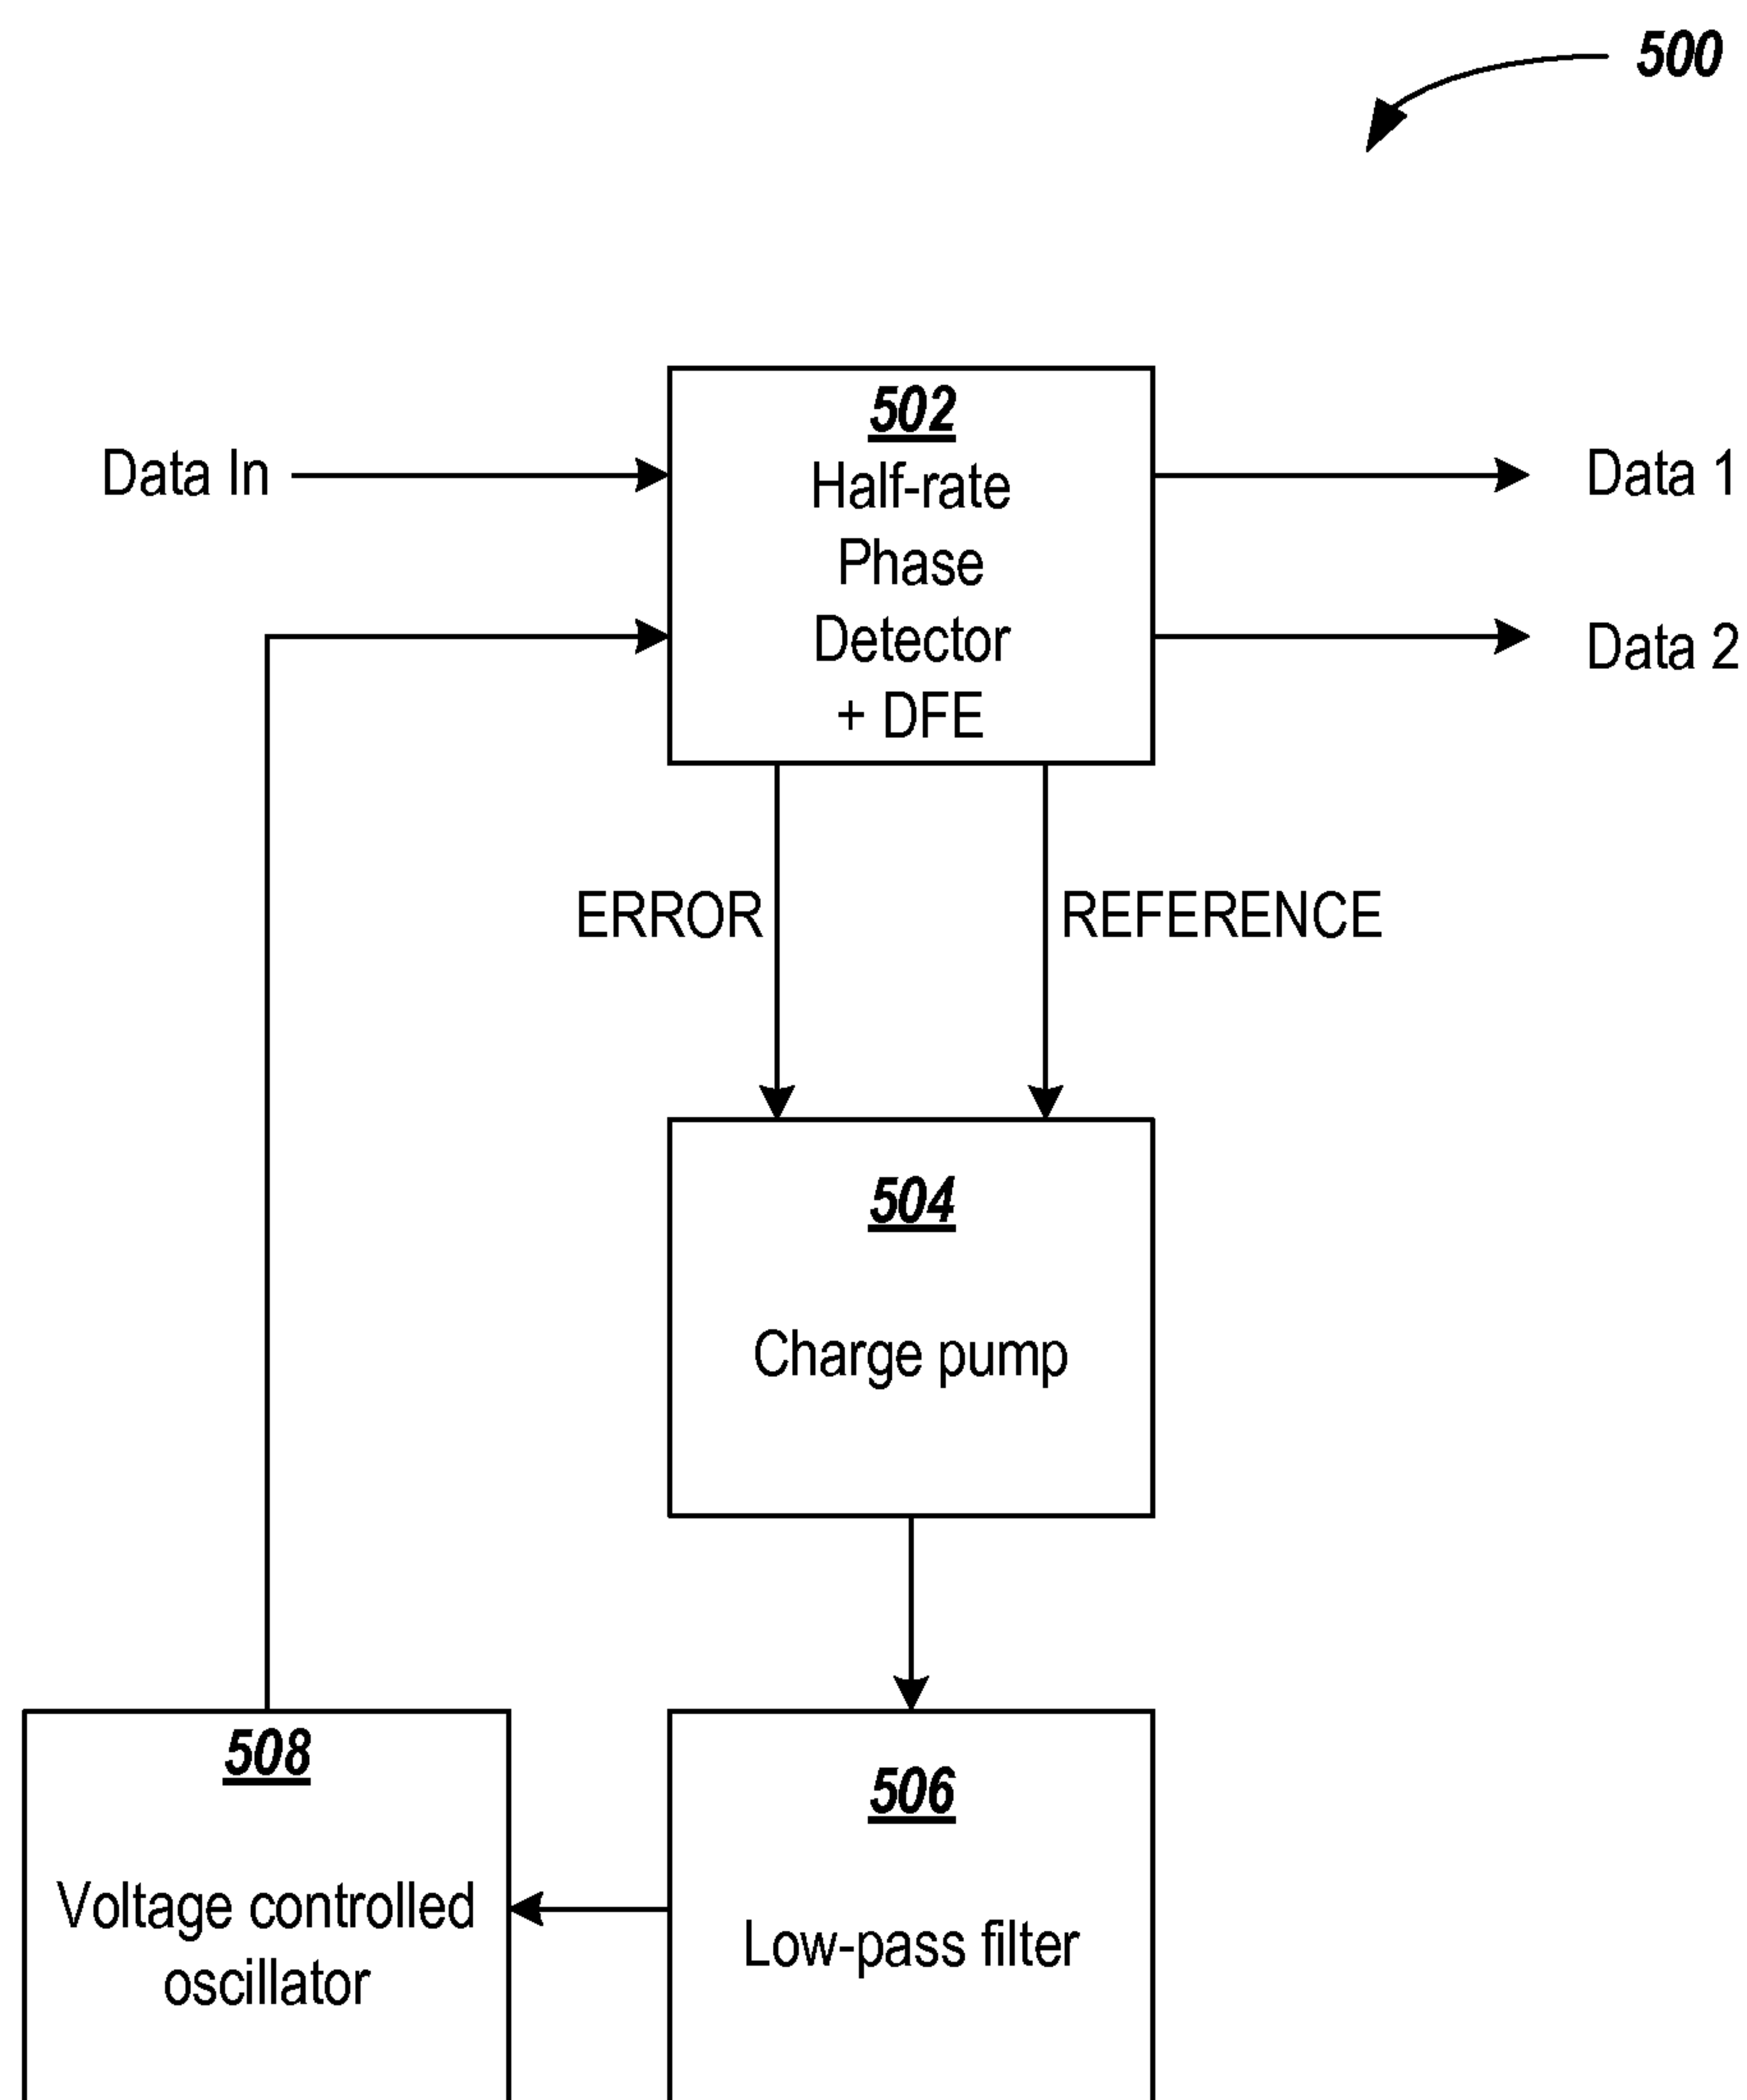 500
502
Half-rate
Phase
Detector
+ DFE
Data In
Data 1
Data 2
ERROR
REFERENCE
504
Charge pump
508
Voltage controlled
oscillator
506
Low-pass filter